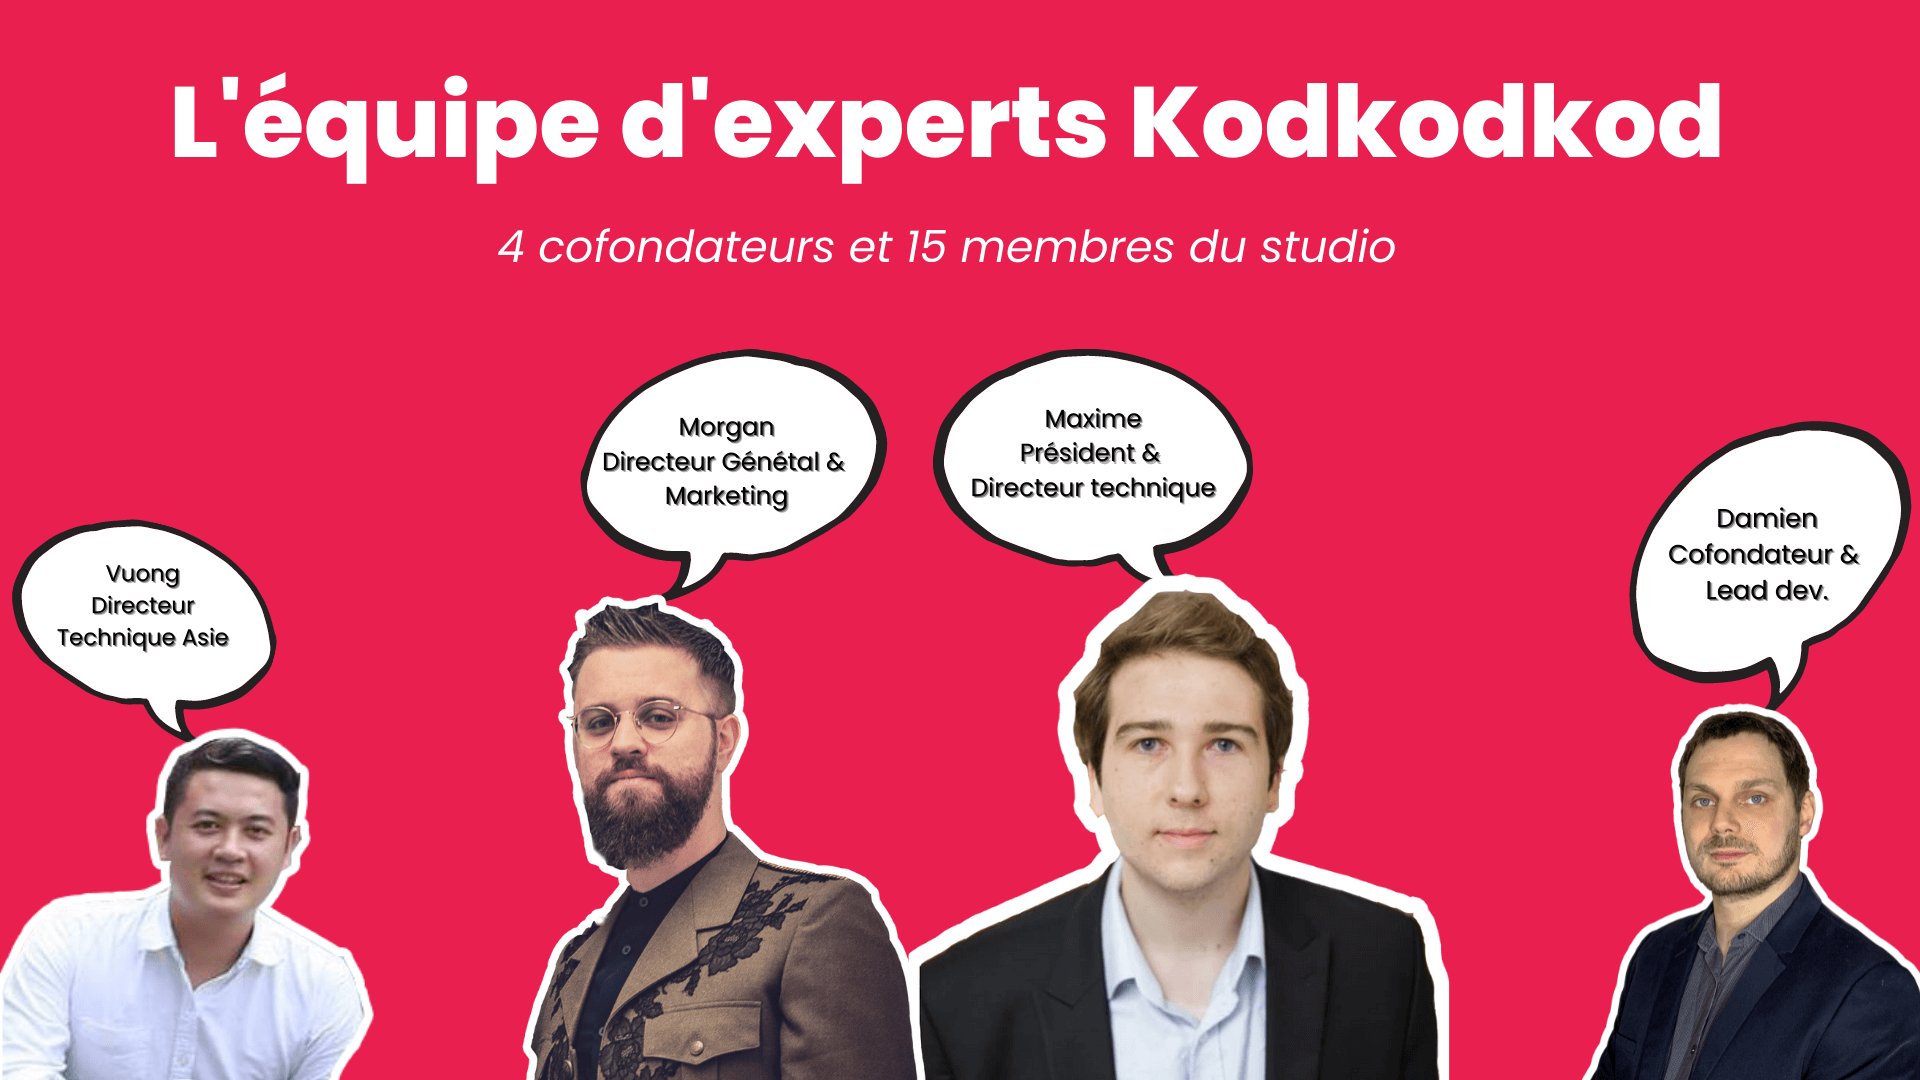 L'équipe d'experts Kodkodkod
4 cofondateurs et 15 membres du studio
Vuong
Directeur
Technique Asie
Morgan
Directeur Génétal &
Marketing
Maxime
Président &
Directeur technique
Damien
Cofondateur &
Lead dev.